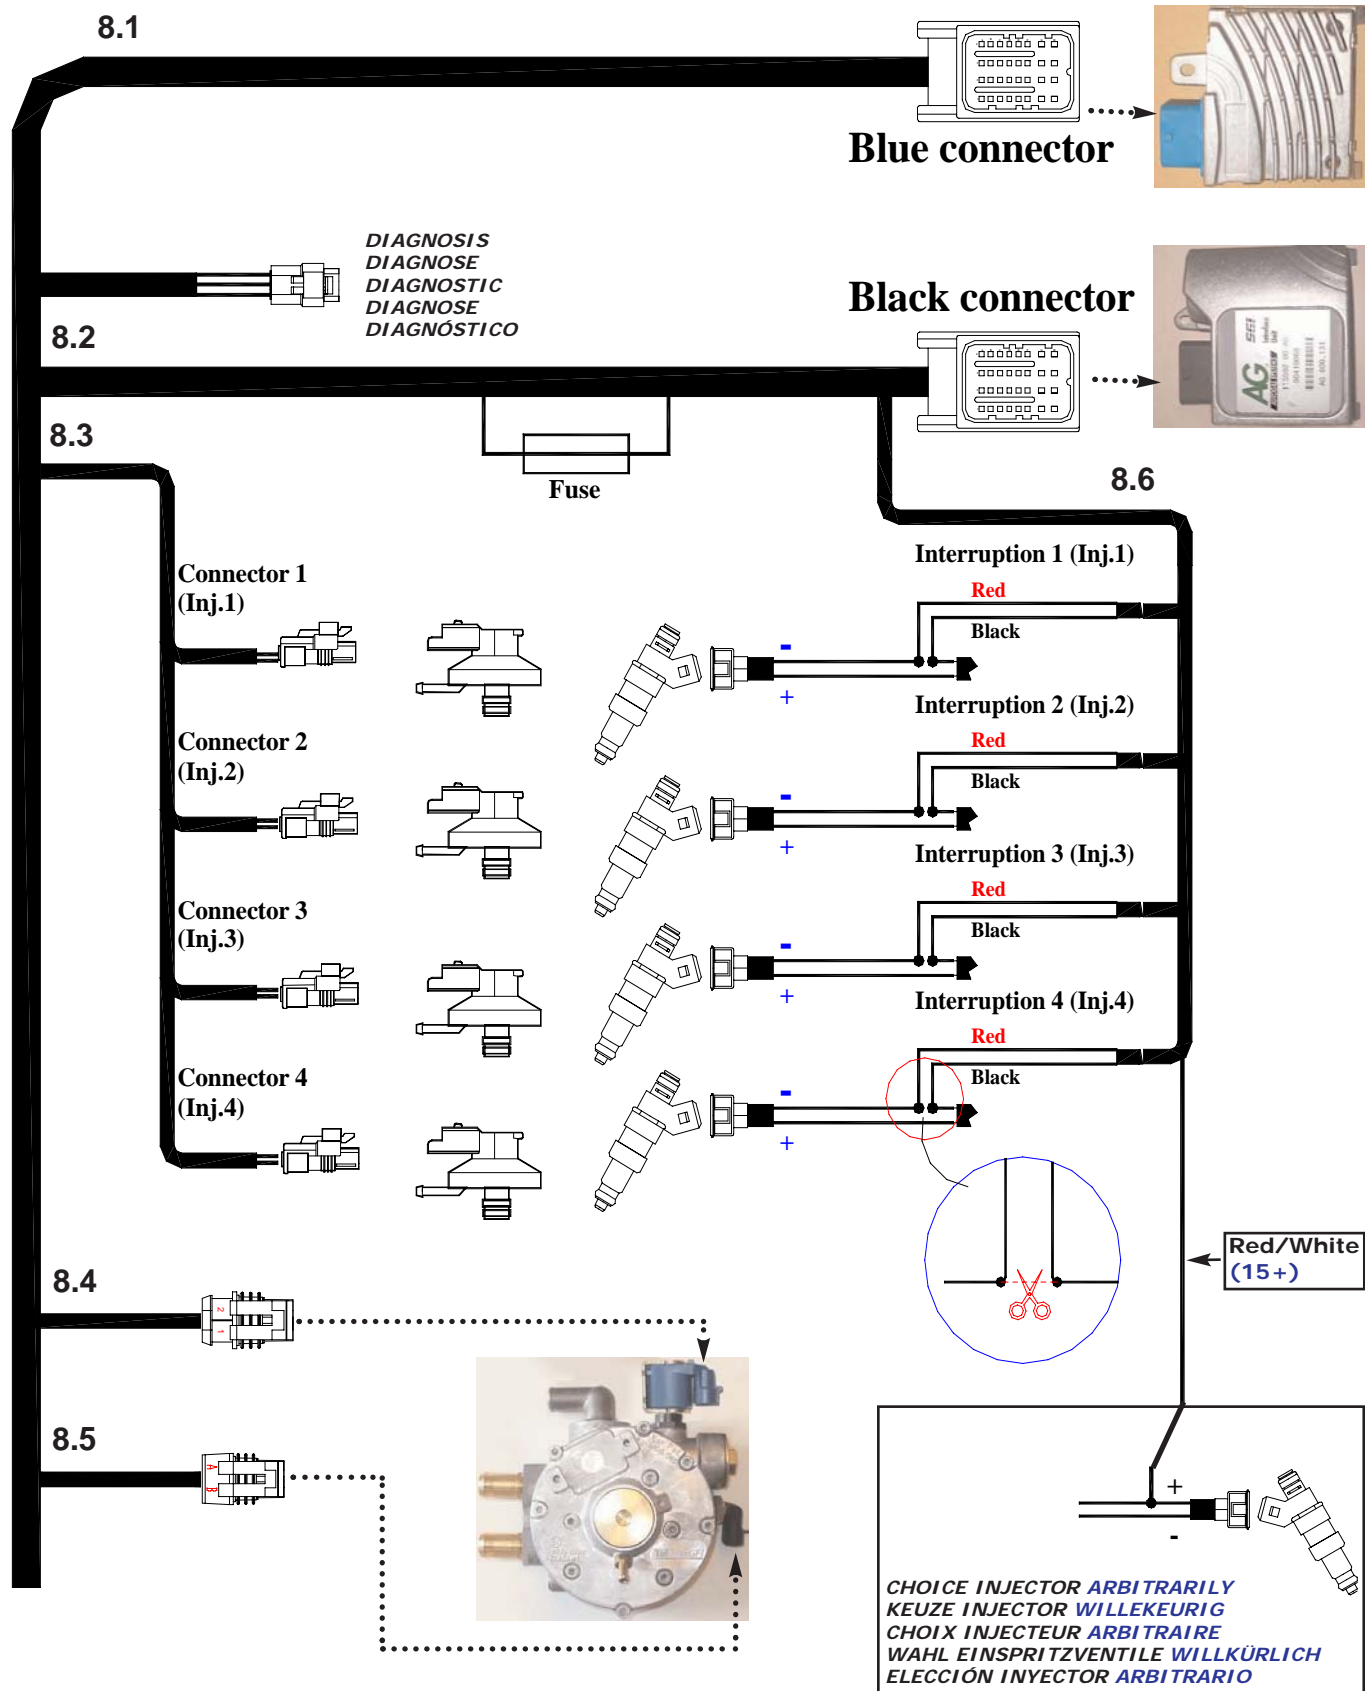 8.1
Blue connector
DIAGNOSIS
DIAGNOSE
DIAGNOSTIC
DIAGNOSE
DIAGNÓSTICO
Black connector
AG
SGI
8.2
8.3
Fuse
8.6
Connector 1
(Inj.1)
Interruption 1 (Inj.1)
Red
Black
-
+
Connector 2
(Inj.2)
Interruption 2 (Inj.2)
Red
Black
-
+
Connector 3
(Inj.3)
Interruption 3 (Inj.3)
Red
Black
-
+
Connector 4
(Inj.4)
Interruption 4 (Inj.4)
Red
Black
-
+
Red/White
(15+)
8.4
2
1
8.5
A
B
+
-
CHOICE INJECTOR ARBITRARILY
KEUZE INJECTOR WILLEKEURIG
CHOIX INJECTEUR ARBITRAIRE
WAHL EINSPRITZVENTILE WILLKÜRLICH
ELECCIÓN INYECTOR ARBITRARIO